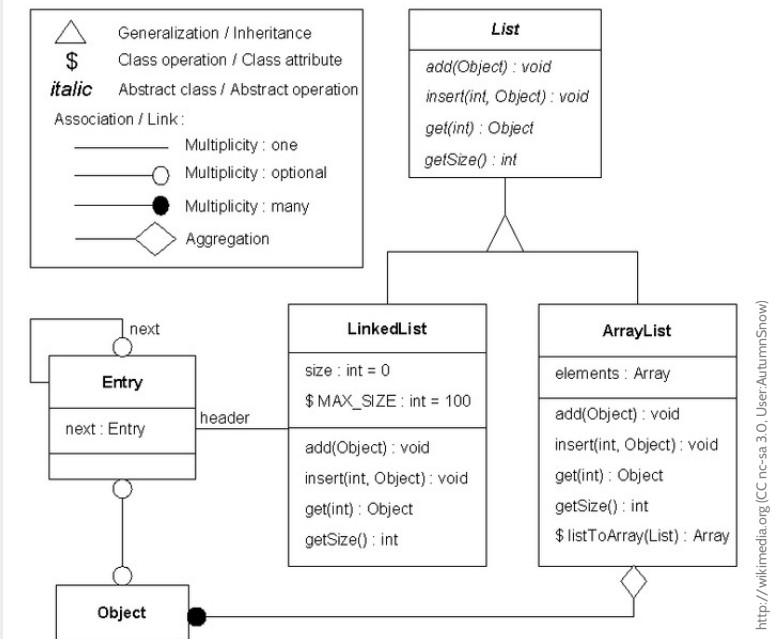 Generalization / Inheritance
$ Class operation / Class attribute
italic Abstract class / Abstract operation
Association / Link :
Multiplicity : one
Multiplicity : optional
Multiplicity : many
Aggregation
List
add(Object) : void
insert(int, Object) : void
get(int) : Object
getSize() : int
next
Entry
next : Entry
header
LinkedList
size : int = 0
$ MAX_SIZE : int = 100
add(Object) : void
insert(int, Object) : void
get(int) : Object
getSize() : int
ArrayList
elements : Array
add(Object) : void
insert(int, Object) : void
get(int) : Object
getSize() : int
$ listToArray(List) : Array
Object
http://wikimedia.org (CC nc-sa 3.0, User:AutumnSnow)